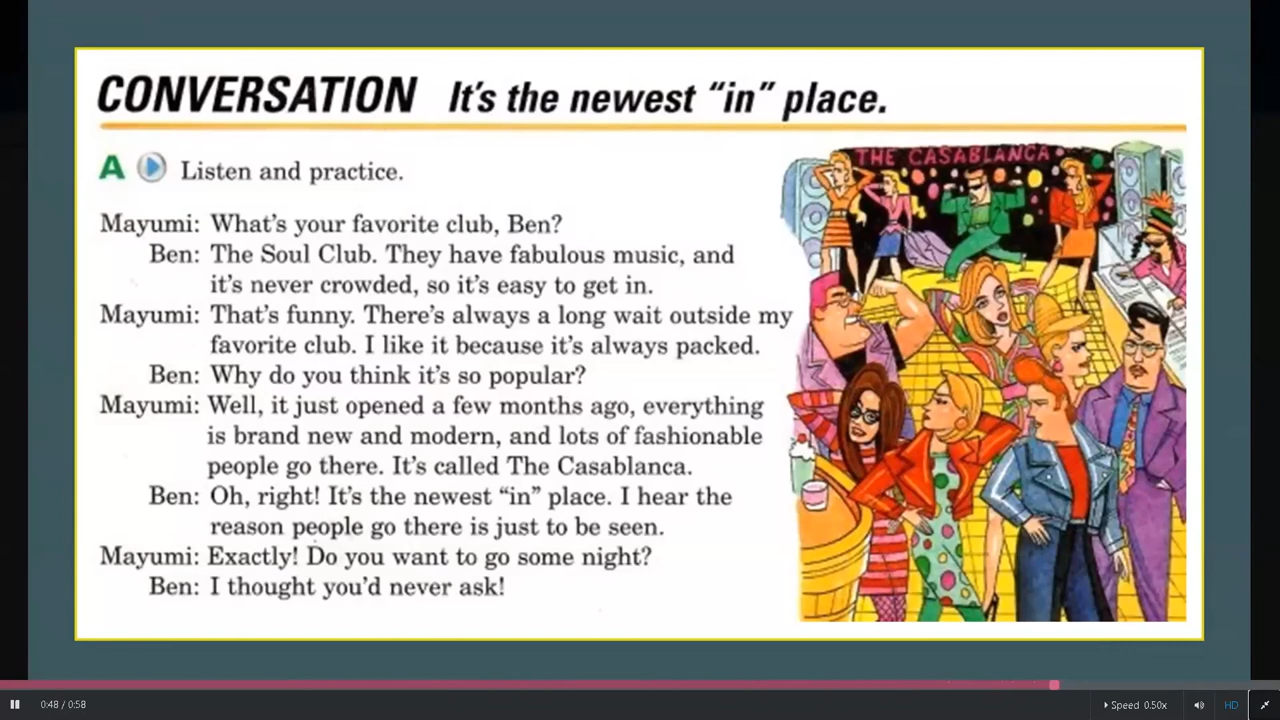 CONVERSATION It's the newest "in" place.
A Listen and practice.
THE CASABLANCA
Mayumi: What's your favorite club, Ben?
Ben: The Soul Club. They have fabulous music, and
it's never crowded, so it's easy to get in.
Mayumi: That's funny. There's always a long wait outside my
favorite club. I like it because it's always packed.
Ben: Why do you think it's so popular?
Mayumi: Well, it just opened a few months ago, everything
is brand new and modern, and lots of fashionable
people go there. It's called The Casablanca.
Ben: Oh, right! It's the newest "in" place. I hear the
reason people go there is just to be seen.
Mayumi: Exactly! Do you want to go some night?
Ben: I thought you'd never ask!
0:48 / 0:58
Speed 0.50x
HD